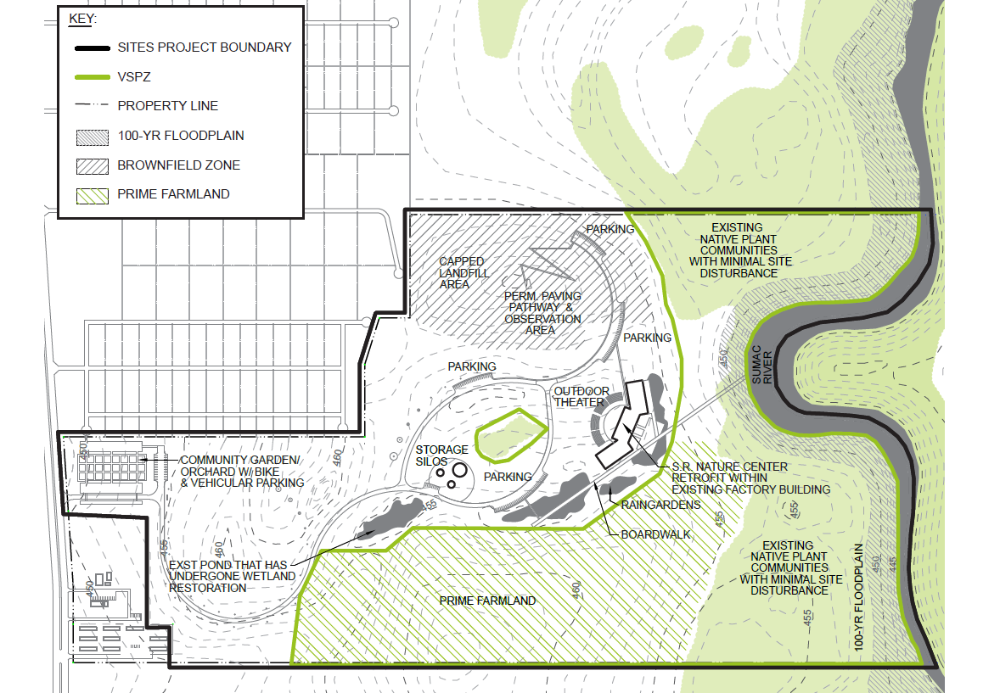 KEY:
SITES PROJECT BOUNDARY
VSPZ
PROPERTY LINE
100-YR FLOODPLAIN
BROWNFIELD ZONE
PRIME FARMLAND
PARKING
EXISTING
NATIVE PLANT
COMMUNITIES
WITH MINIMAL SITE
DISTURBANCE
CAPPED
LANDFILL
AREA
PERM. PAVING
PATHWAY &
OBSERVATION
AREA
PARKING
450
SUMAC
RIVER
PARKING
OUTDOOR
THEATER
STORAGE
SILOS
PARKING
450
460
COMMUNITY GARDEN/
ORCHARD W/ BIKE
& VEHICULAR PARKING
S.R. NATURE CENTER
RETROFIT WITHIN
EXISTING FACTORY BUILDING
RAINGARDENS
BOARDWALK
455
455
455
455
460
EXST POND THAT HAS
UNDERGONE WETLAND
RESTORATION
450
PRIME FARMLAND
460
EXISTING
NATIVE PLANT
COMMUNITIES
WITH MINIMAL SITE
DISTURBANCE
455
100-YR FLOODPLAIN
450
445